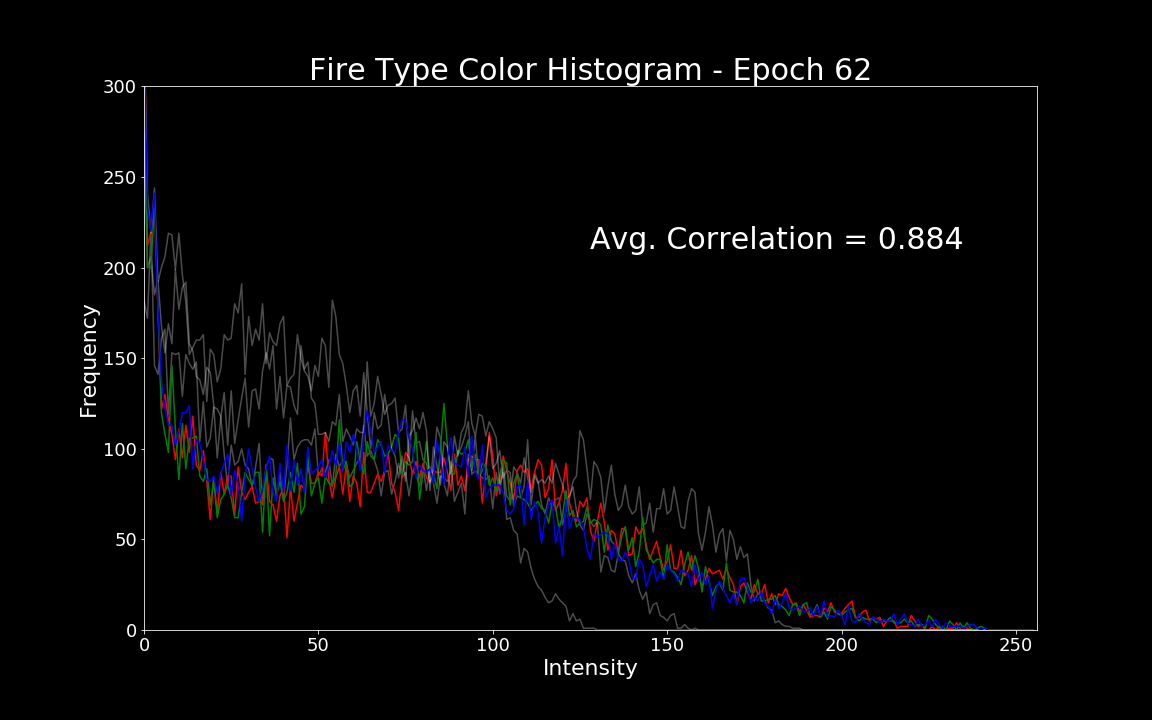 Fire Type Color Histogram - Epoch 62
300
250
200
150
100
50
0
Frequency
Avg. Correlation = 0.884
0 50 100 150 200 250
Intensity